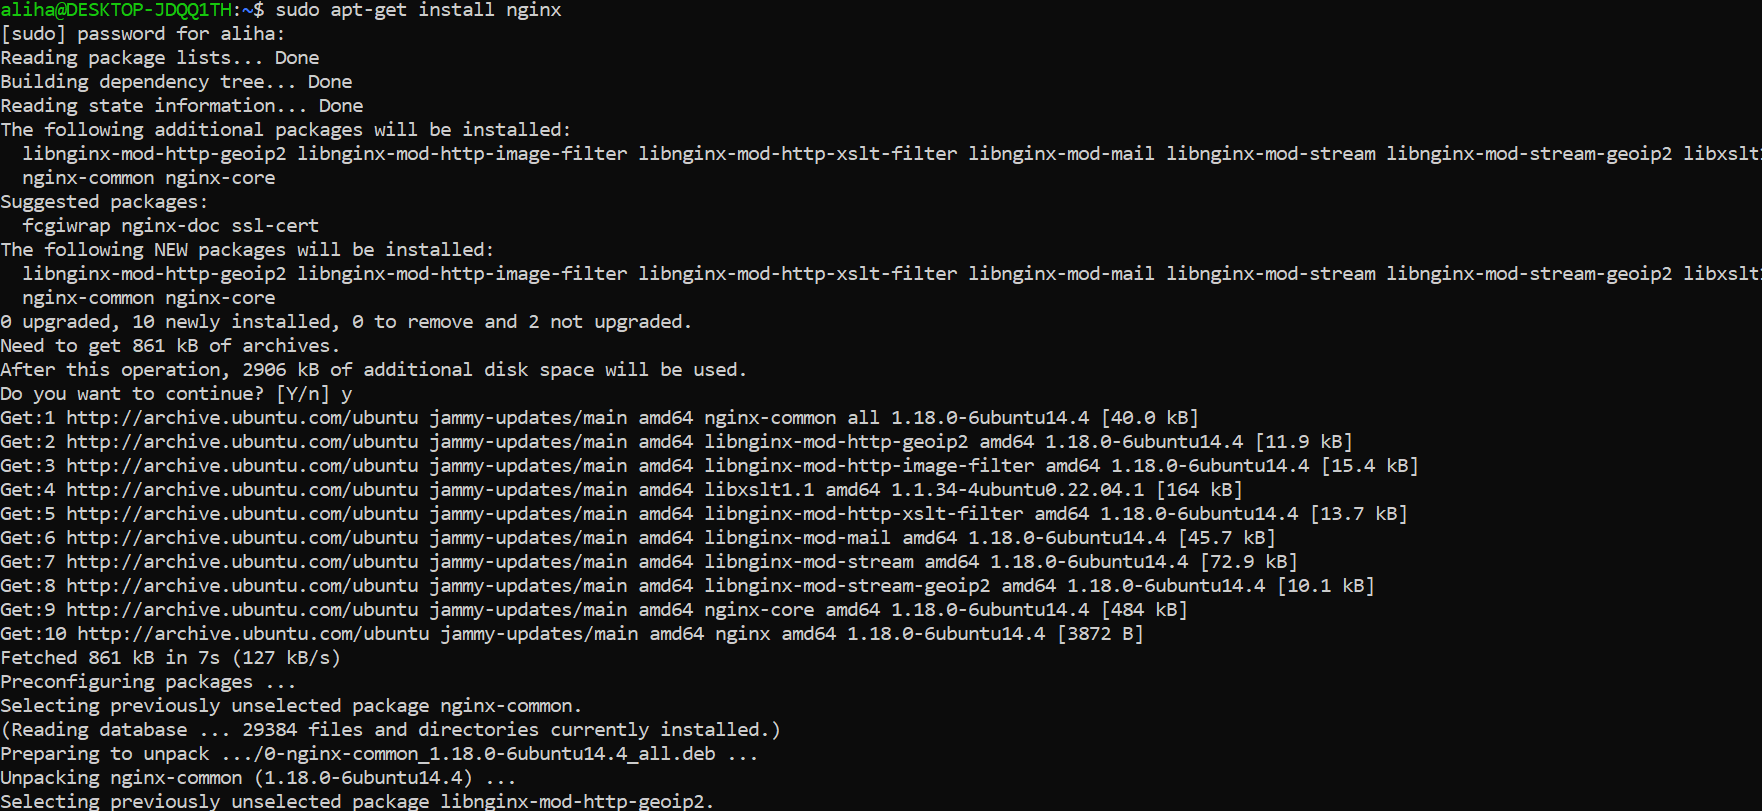 aliha@DESKTOP-JDQQ1TH:~$ sudo apt-get install nginx
[sudo] password for aliha:
Reading package lists... Done
Building dependency tree... Done
Reading state information... Done
The following additional packages will be installed:
  libnginx-mod-http-geoip2 libnginx-mod-http-image-filter libnginx-mod-http-xslt-filter libnginx-mod-mail libnginx-mod-stream libnginx-mod-stream-geoip2 libxslt
  nginx-common nginx-core
Suggested packages:
  fcgiwrap nginx-doc ssl-cert
The following NEW packages will be installed:
  libnginx-mod-http-geoip2 libnginx-mod-http-image-filter libnginx-mod-http-xslt-filter libnginx-mod-mail libnginx-mod-stream libnginx-mod-stream-geoip2 libxslt
  nginx-common nginx-core
0 upgraded, 10 newly installed, 0 to remove and 2 not upgraded.
Need to get 861 kB of archives.
After this operation, 2906 kB of additional disk space will be used.
Do you want to continue? [Y/n] y
Get:1 http://archive.ubuntu.com/ubuntu jammy-updates/main amd64 nginx-common all 1.18.0-6ubuntu14.4 [40.0 kB]
Get:2 http://archive.ubuntu.com/ubuntu jammy-updates/main amd64 libnginx-mod-http-geoip2 amd64 1.18.0-6ubuntu14.4 [11.9 kB]
Get:3 http://archive.ubuntu.com/ubuntu jammy-updates/main amd64 libnginx-mod-http-image-filter amd64 1.18.0-6ubuntu14.4 [15.4 kB]
Get:4 http://archive.ubuntu.com/ubuntu jammy-updates/main amd64 libxslt1.1 amd64 1.1.34-4ubuntu0.22.04.1 [164 kB]
Get:5 http://archive.ubuntu.com/ubuntu jammy-updates/main amd64 libnginx-mod-http-xslt-filter amd64 1.18.0-6ubuntu14.4 [13.7 kB]
Get:6 http://archive.ubuntu.com/ubuntu jammy-updates/main amd64 libnginx-mod-mail amd64 1.18.0-6ubuntu14.4 [45.7 kB]
Get:7 http://archive.ubuntu.com/ubuntu jammy-updates/main amd64 libnginx-mod-stream amd64 1.18.0-6ubuntu14.4 [72.9 kB]
Get:8 http://archive.ubuntu.com/ubuntu jammy-updates/main amd64 libnginx-mod-stream-geoip2 amd64 1.18.0-6ubuntu14.4 [10.1 kB]
Get:9 http://archive.ubuntu.com/ubuntu jammy-updates/main amd64 nginx-core amd64 1.18.0-6ubuntu14.4 [484 kB]
Get:10 http://archive.ubuntu.com/ubuntu jammy-updates/main amd64 nginx amd64 1.18.0-6ubuntu14.4 [3872 B]
Fetched 861 kB in 7s (127 kB/s)
Preconfiguring packages ...
Selecting previously unselected package nginx-common.
(Reading database ... 29384 files and directories currently installed.)
Preparing to unpack .../0-nginx-common_1.18.0-6ubuntu14.4_all.deb ...
Unpacking nginx-common (1.18.0-6ubuntu14.4) ...
Selecting previously unselected package libnginx-mod-http-geoip2.